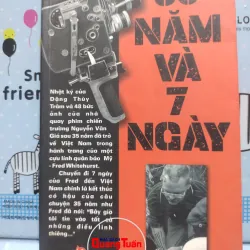 NĂM
VÀ
7
NGÀY
Nhật ký của
Đặng Thùy
Trâm và 48 bức
ảnh của nhà
quay phim chiến
trường Nguyễn Văn
Giá sau 35 năm đã trở
về Việt Nam trong
hành trang của một
cựu lính quân báo Mỹ
- Fred Whitehurst.
Chuyến đi 7 ngày
của Fred đến Việt
Nam chính là kết thúc
có hậu của câu
chuyện 35 năm như
Fred đã nói: "Bây giờ
tôi tin vào tất cả
những điều linh
thiêng..."
Sm
friend